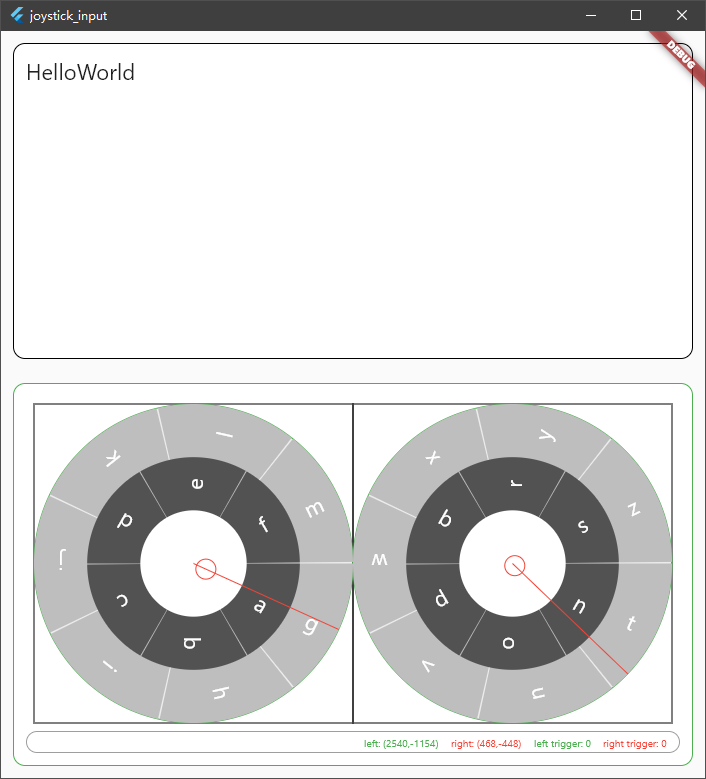 joystick_input
DEBUG
HelloWorld
a
b
c
d
e
f
g
h
i
j
k
l
m
n
o
p
q
r
s
t
u
v
w
x
y
z
left: (2540,-1154) right: (468,-448) left trigger: 0 right trigger: 0